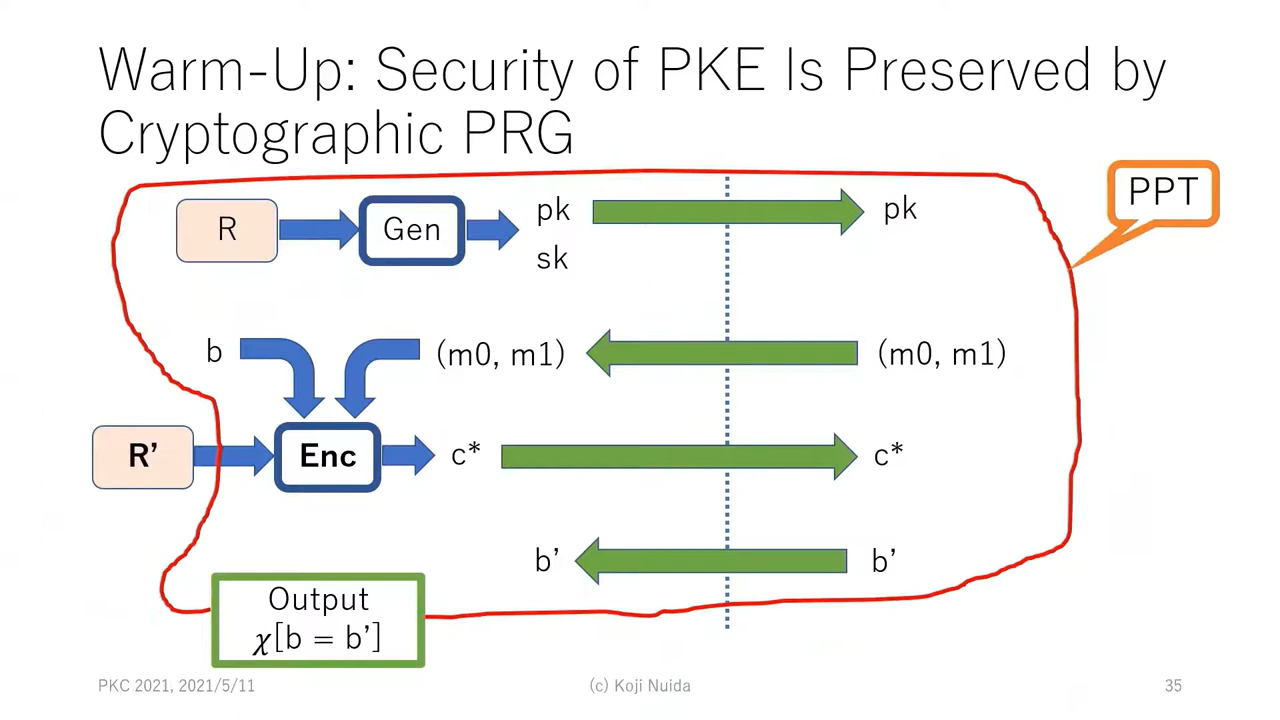 Warm-Up: Security of PKE Is Preserved by
Cryptographic PRG
PPT
R
Gen
pk
sk
pk
b
(m0, m1)
(m0, m1)
R’
Enc
c*
c*
b’
b’
Output
χ[b = b’]
PKC 2021, 2021/5/11
(c) Koji Nuida
35